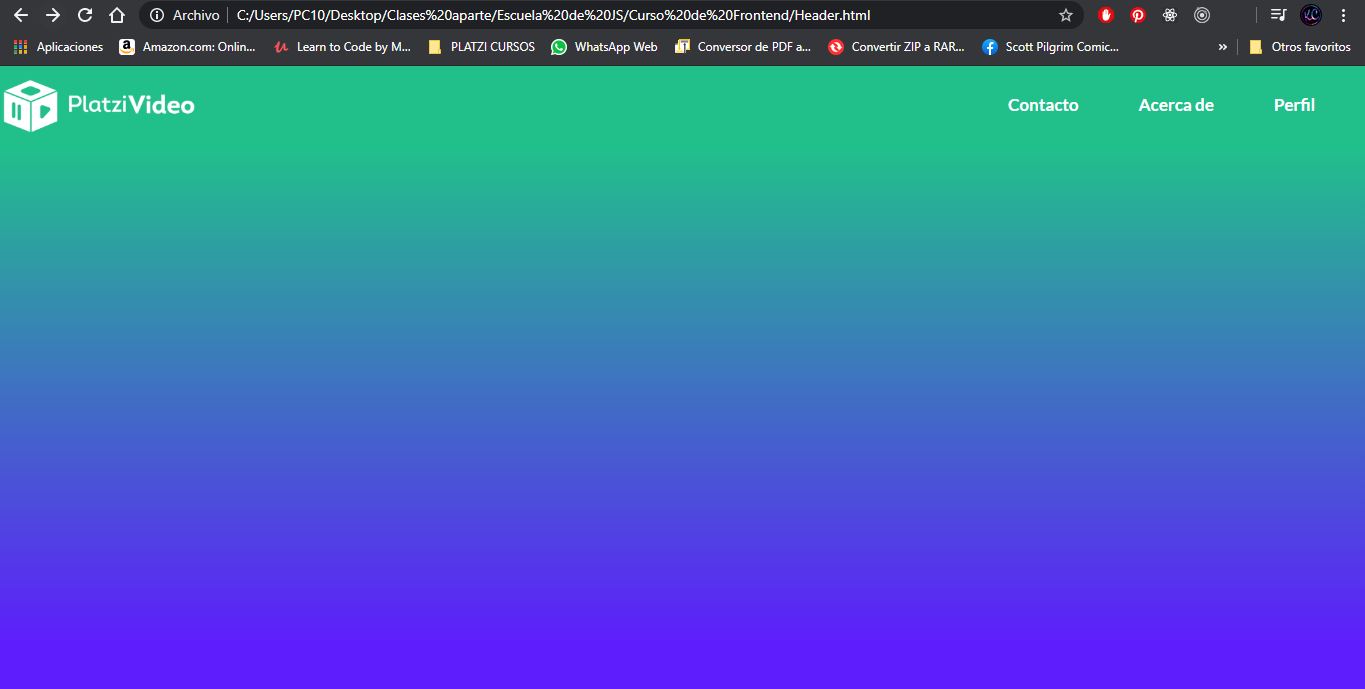 Archivo | C:/Users/PC10/Desktop/Clases%20aparte/Escuela%20de%20JS/Curso%20de%20Frontend/Header.html
Aplicaciones Amazon.com: Onlin... Learn to Code by M... PLATZI CURSOS WhatsApp Web Conversor de PDF a... Convertir ZIP a RAR... Scott Pilgrim Comic... » Otros favoritos
PlatziVideo Contacto Acerca de Perfil